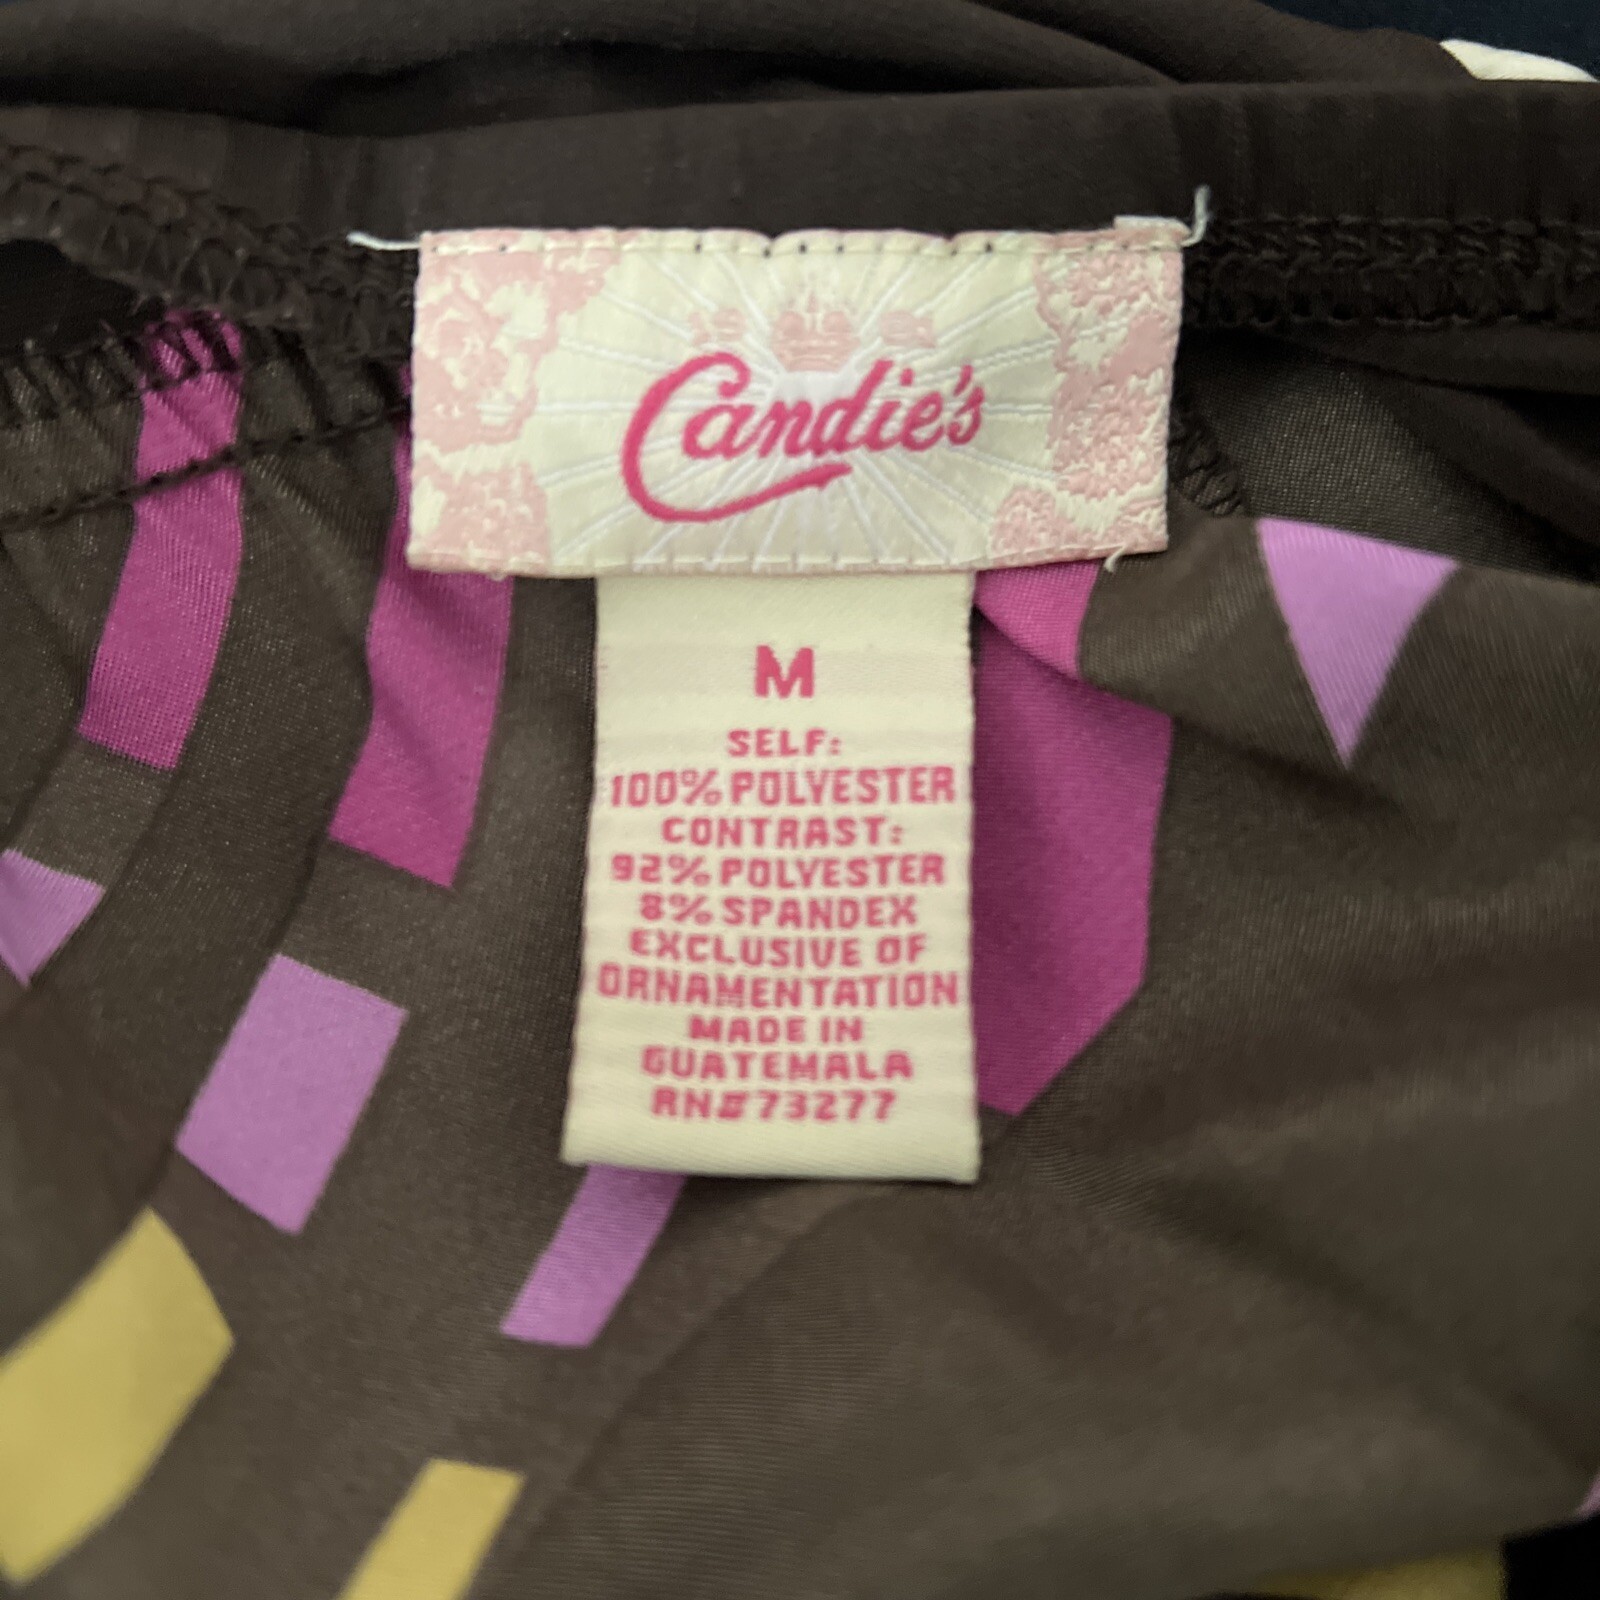 Candie's
M
SELF:
100% POLYESTER
CONTRAST:
92% POLYESTER
8% SPANDEX
EXCLUSIVE OF
ORNAMENTATION
MADE IN
GUATEMALA
RN#73277